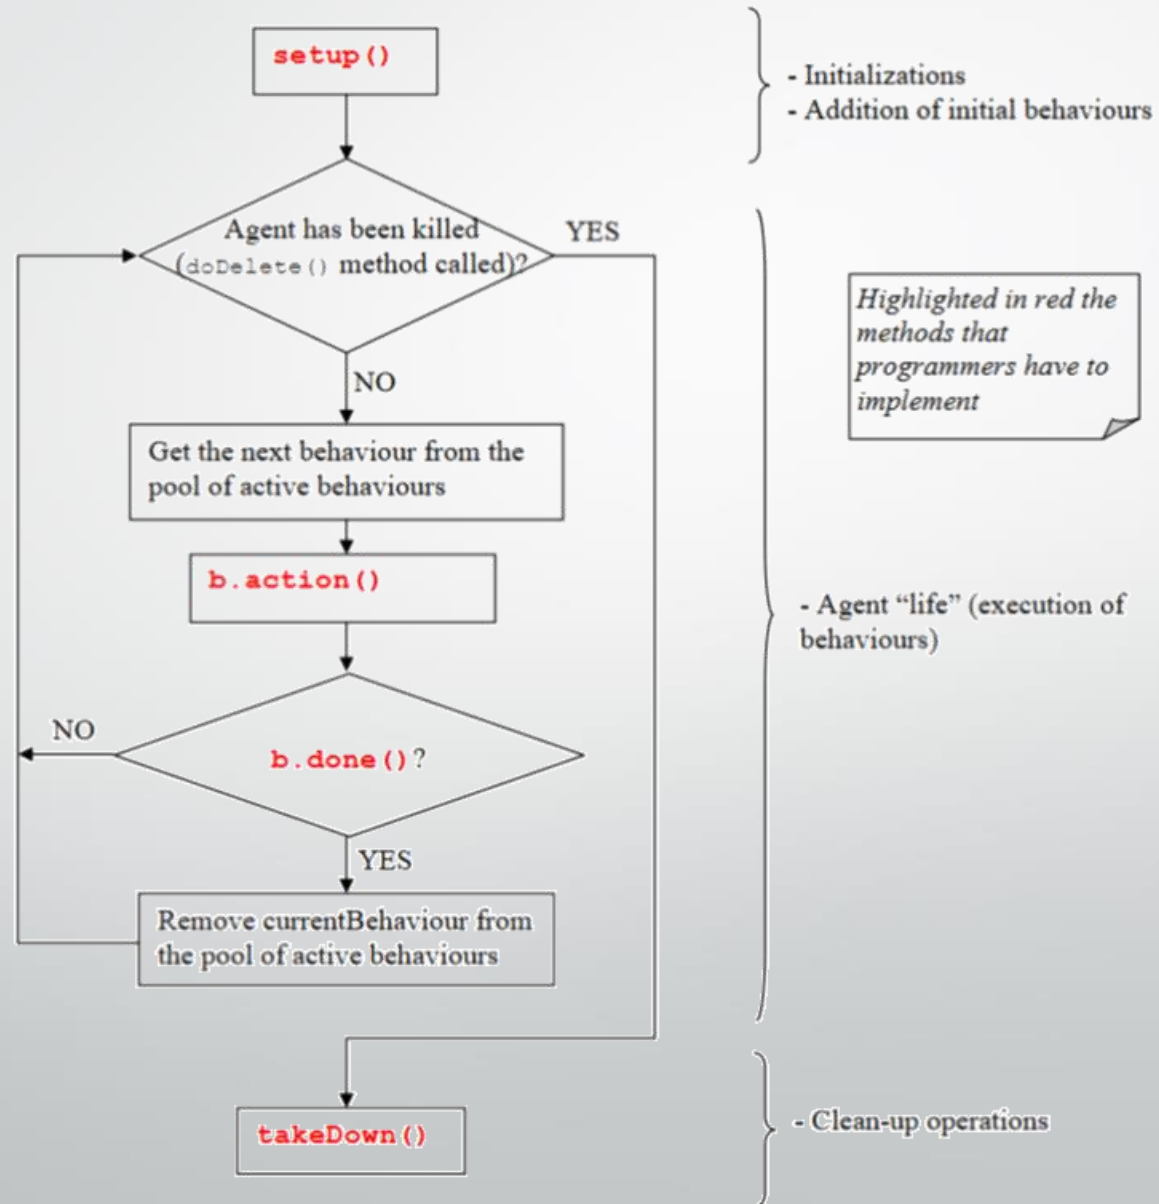 setup()
- Initializations
- Addition of initial behaviours
Agent has been killed
(doDelete() method called)?
YES
Highlighted in red the
methods that
programmers have to
implement
NO
Get the next behaviour from the
pool of active behaviours
b.action()
- Agent “life” (execution of
behaviours)
NO
b.done()?
YES
Remove currentBehaviour from
the pool of active behaviours
takeDown()
- Clean-up operations